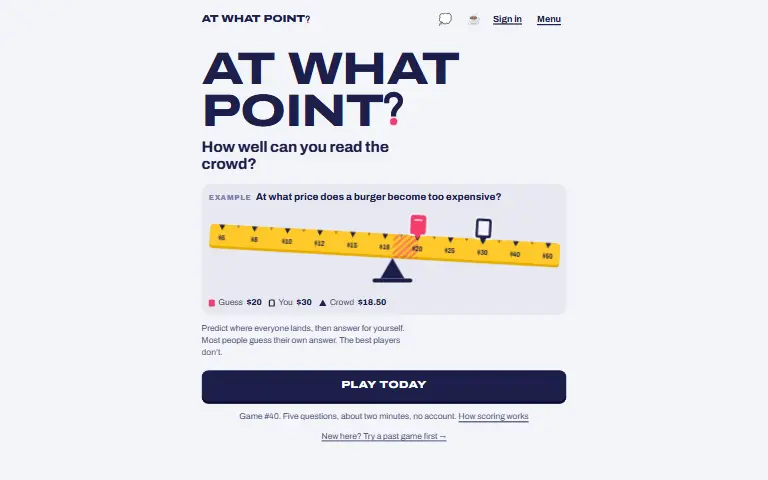 AT WHAT POINT?
Sign in
Menu
AT WHAT
POINT?
How well can you read the
crowd?
EXAMPLE At what price does a burger become too expensive?
$6 $8 $10 $12 $15 $18 $20 $25 $30 $40 $50
Guess $20 You $30 Crowd $18.50
Predict where everyone lands, then answer for yourself.
Most people guess their own answer. The best players
don't.
PLAY TODAY
Game #40. Five questions, about two minutes, no account. How scoring works
New here? Try a past game first →